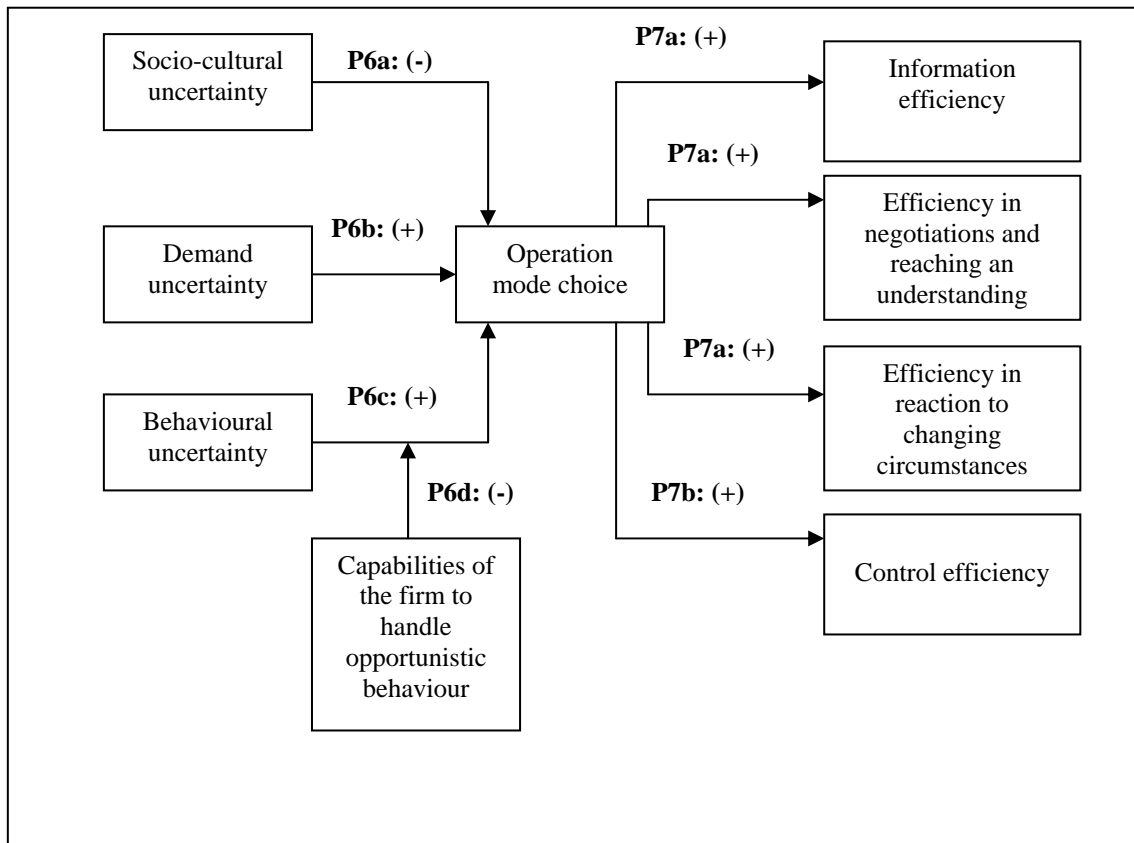 Socio-cultural
uncertainty
P6a: (-)
Demand
uncertainty
P6b: (+)
Behavioural
uncertainty
P6c: (+)
P6d: (-)
Capabilities of
the firm to
handle
opportunistic
behaviour
Operation
mode choice
P7a: (+)
Information
efficiency
P7a: (+)
Efficiency in
negotiations and
reaching an
understanding
P7a: (+)
Efficiency in
reaction to
changing
circumstances
P7b: (+)
Control efficiency